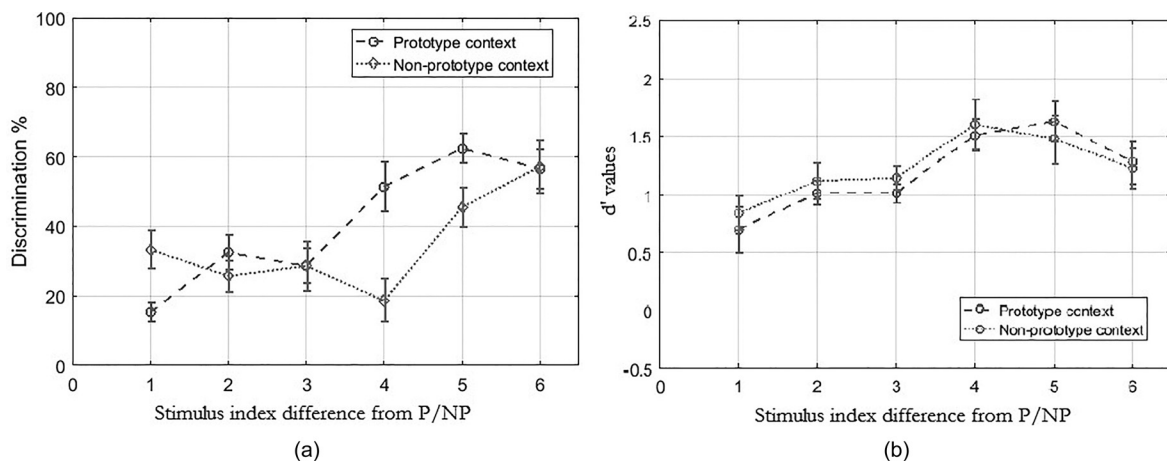 100
80
60
40
20
0
Discrimination %
Prototype context
Non-prototype context
0 1 2 3 4 5 6
Stimulus index difference from P/NP
(a)
2.5
2
1.5
1
0.5
0
-0.5
d' values
Prototype context
Non-prototype context
0 1 2 3 4 5 6
Stimulus index difference from P/NP
(b)